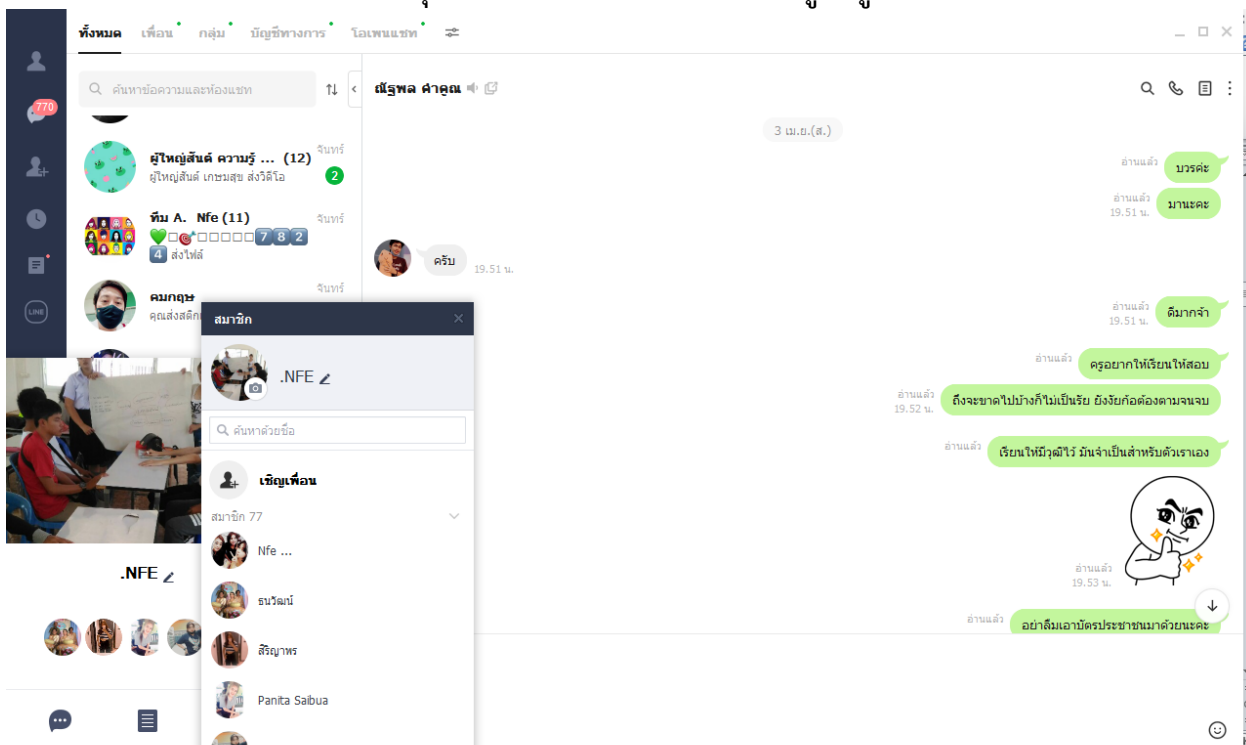 ทั้งหมด เพื่อน กลุ่ม บัญชีทางการ โอเพนแชท
770
LINE
ค้นหาข้อความและห้องแชท
ผู้ใหญ่สันต์ ความรู้ ... (12) จันทร์
ผู้ใหญ่สันต์ เกษมสุข ส่งวิดีโอ 2
ทีม A. Nfe (11) จันทร์
7 8 2
4 ส่งไฟล์
คมกฤษ จันทร์
.NFE
สมาชิก
.NFE
ค้นหาด้วยชื่อ
เชิญเพื่อน
สมาชิก 77
Nfe ...
ธนวัฒน์
สิริญาพร
Panita Saibua
ณัฐพล คำคูณ
3 เม.ย.(ส.)
อ่านแล้ว บวรค่ะ
อ่านแล้ว
19.51 น. มานะคะ
ครับ 19.51 น.
อ่านแล้ว
19.51 น. ดีมากจ้า
อ่านแล้ว ครูอยากให้เรียนให้สอบ
อ่านแล้ว
19.52 น. ถึงจะขาดไปบ้างก็ไม่เป็นรัย ยังงัยก้อต้องตามจนจบ
อ่านแล้ว เรียนให้มีวุฒิไว้ มันจำเป็นสำหรับตัวเราเอง
อ่านแล้ว
19.53 น.
อ่านแล้ว อย่าลืมเอาบัตรประชาชนมาด้วยนะคะ